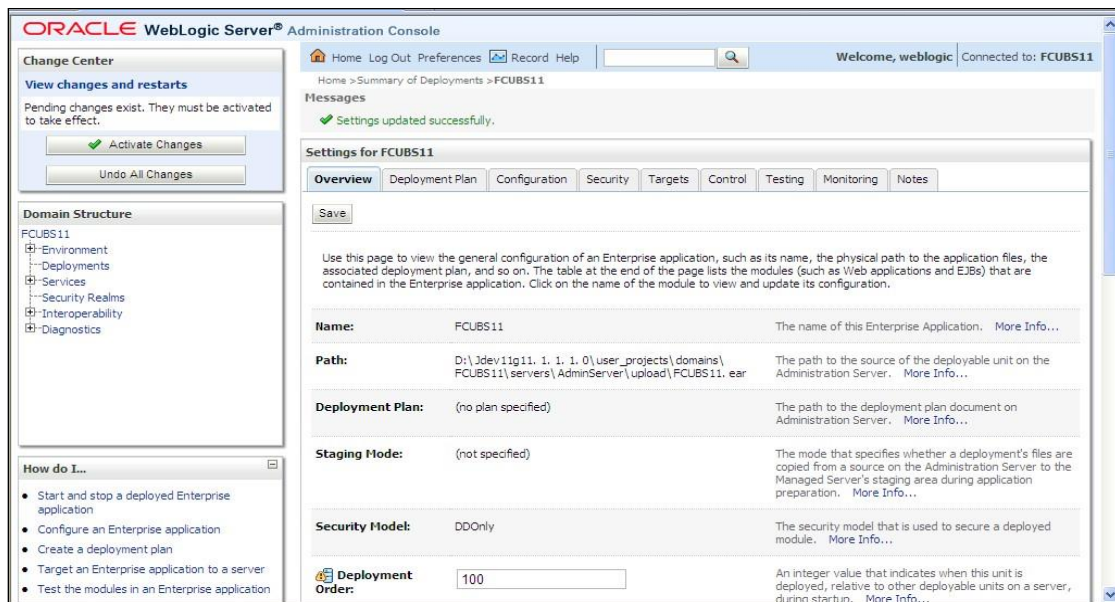 ORACLE WebLogic Server® Administration Console
Change Center
View changes and restarts
Pending changes exist. They must be activated
to take effect.
Activate Changes
Undo All Changes
Domain Structure
FCUBS11
Environment
Deployments
Services
Security Realms
Interoperability
Diagnostics
How do I...
Start and stop a deployed Enterprise
application
Configure an Enterprise application
Create a deployment plan
Target an Enterprise application to a server
Test the modules in an Enterprise application
Home Log Out Preferences Record Help
Welcome, weblogic Connected to: FCUBS11
Home >Summary of Deployments >FCUBS11
Messages
Settings updated successfully.
Settings for FCUBS11
Overview Deployment Plan Configuration Security Targets Control Testing Monitoring Notes
Save
Use this page to view the general configuration of an Enterprise application, such as its name, the physical path to the application files, the
associated deployment plan, and so on. The table at the end of the page lists the modules (such as Web applications and EJBs) that are
contained in the Enterprise application. Click on the name of the module to view and update its configuration.
Name: FCUBS11 The name of this Enterprise Application. More Info...
Path: D:\Jdev11g11. 1. 1. 1. 0\user_projects\domains\ The path to the source of the deployable unit on the
FCUBS11\servers\AdminServer\upload\FCUBS11. ear Administration Server. More Info...
Deployment Plan: (no plan specified) The path to the deployment plan document on
Administration Server. More Info...
Staging Mode: (not specified) The mode that specifies whether a deployment's files are
copied from a source on the Administration Server to the
Managed Server's staging area during application
preparation. More Info...
Security Model: DDOnly The security model that is used to secure a deployed
module. More Info...
Deployment 100 An integer value that indicates when this unit is
Order: deployed, relative to other deployable units on a server,
during startup. More Info...